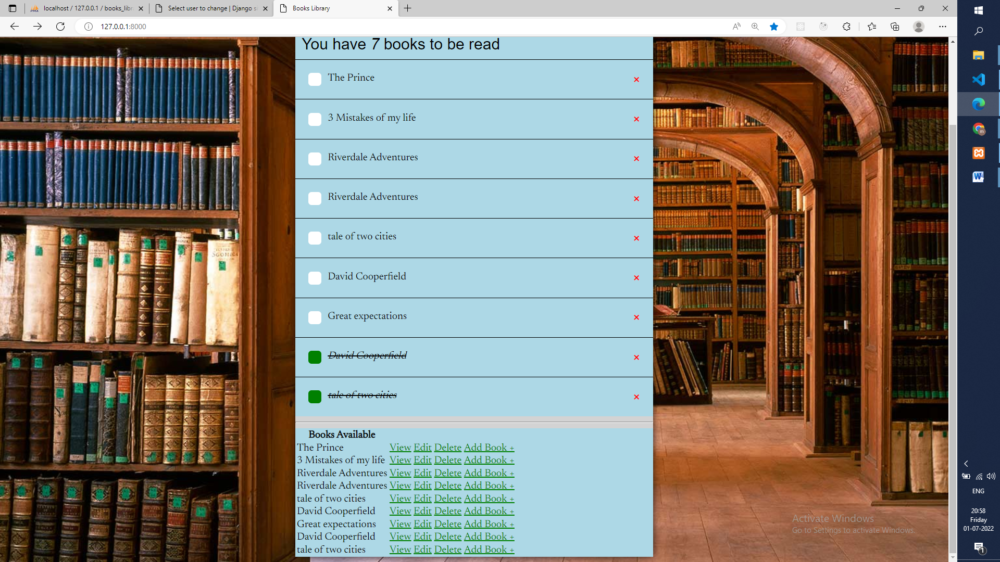 localhost / 127.0.0.1 / books_libr
Select user to change | Django s
Books Library
127.0.0.1:8000
You have 7 books to be read
The Prince ×
3 Mistakes of my life ×
Riverdale Adventures ×
Riverdale Adventures ×
tale of two cities ×
David Cooperfield ×
Great expectations ×
David Cooperfield ×
tale of two cities ×
Books Available
The Prince View Edit Delete Add Book +
3 Mistakes of my life View Edit Delete Add Book +
Riverdale Adventures View Edit Delete Add Book +
Riverdale Adventures View Edit Delete Add Book +
tale of two cities View Edit Delete Add Book +
David Cooperfield View Edit Delete Add Book +
Great expectations View Edit Delete Add Book +
David Cooperfield View Edit Delete Add Book +
tale of two cities View Edit Delete Add Book +
Activate Windows
Go to Settings to activate Windows.
ENG
20:58
Friday
01-07-2022
1